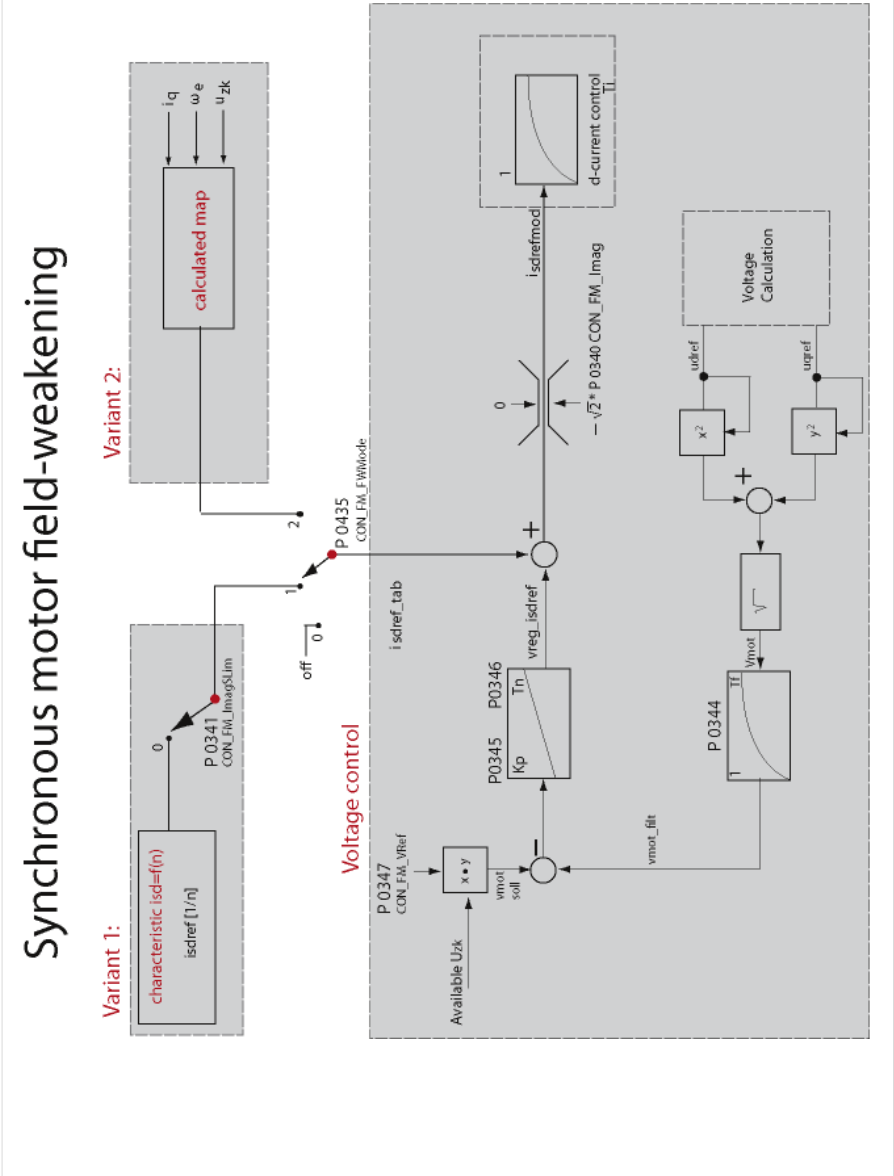 Synchronous motor field-weakening
Variant 1:
characteristic isd=f(n)
isdref [1/n]
0
P 0341
CON_FM_ImagSLim
off
0
1
2
P 0435
CON_FM_FWMode
Variant 2:
calculated map
iq
ωe
uzk
Voltage control
isdref_tab
P 0347
CON_FM_VRef
Available Uzk
x • y
vmot
soll
−
P0345
P0346
Kp
Tn
vreg_isdref
+
0
− √2 * P 0340 CON_FM_Imag
isdrefmod
1
d-current control
Ti
vmot_filt
P 0344
1
Tf
Vmot
√
+
x²
y²
udref
uqref
Voltage
Calculation